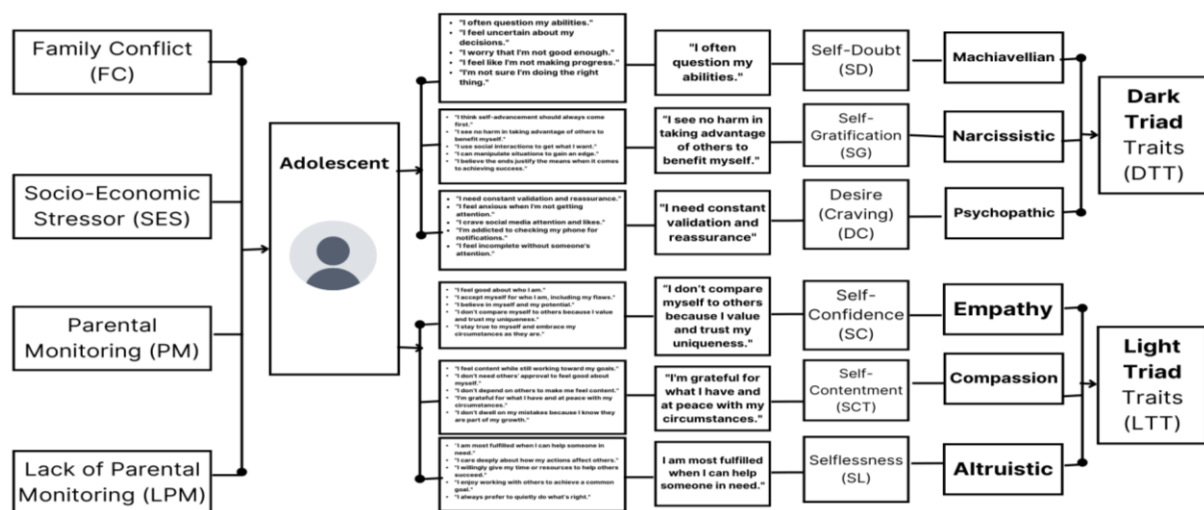 Family Conflict
(FC)
Socio-Economic
Stressor (SES)
Parental
Monitoring (PM)
Lack of Parental
Monitoring (LPM)
Adolescent
• "I often question my abilities."
• "I feel uncertain about my
decisions."
• "I worry that I'm not good enough."
• "I feel like I'm not making progress."
• "I'm not sure I'm doing the right
thing."
"I often
question my
abilities."
Self-Doubt
(SD)
Machiavellian
• "I think self-advancement should always come
first."
• "I see no harm in taking advantage of others to
benefit myself."
• "I use social interactions to get what I want."
• "I can manipulate situations to gain an edge."
• "I believe the ends justify the means when it comes
to achieving success."
"I see no harm in
taking advantage
of others to
benefit myself."
Self-
Gratification
(SG)
Narcissistic
• "I need constant validation and reassurance."
• "I feel anxious when I'm not getting
attention."
• "I crave social media attention and likes."
• "I'm addicted to checking my phone for
notifications."
• "I feel incomplete without someone's
attention."
"I need constant
validation and
reassurance"
Desire
(Craving)
(DC)
Psychopathic
Dark
Triad
Traits
(DTT)
• "I feel good about who I am."
• "I accept myself for who I am, including my flaws."
• "I believe in myself and my potential."
• "I don't compare myself to others because I value
and trust my uniqueness."
• "I stay true to myself and embrace my
circumstances as they are."
"I don't compare
myself to others
because I value
and trust my
uniqueness."
Self-
Confidence
(SC)
Empathy
• "I feel content while still working toward my goals."
• "I don't need others' approval to feel good about
myself."
• "I don't depend on others to make me feel content."
• "I'm grateful for what I have and at peace with my
circumstances."
• "I don't dwell on my mistakes because I know they
are part of my growth."
"I'm grateful for
what I have and
at peace with my
circumstances."
Self-
Contentment
(SCT)
Compassion
• "I am most fulfilled when I can help someone in
need."
• "I care deeply about how my actions affect others."
• "I willingly give my time or resources to help others
succeed."
• "I enjoy working with others to achieve a common
goal."
• "I always prefer to quietly do what's right."
I am most fulfilled
when I can help
someone in need."
Selflessness
(SL)
Altruistic
Light
Triad
Traits
(LTT)